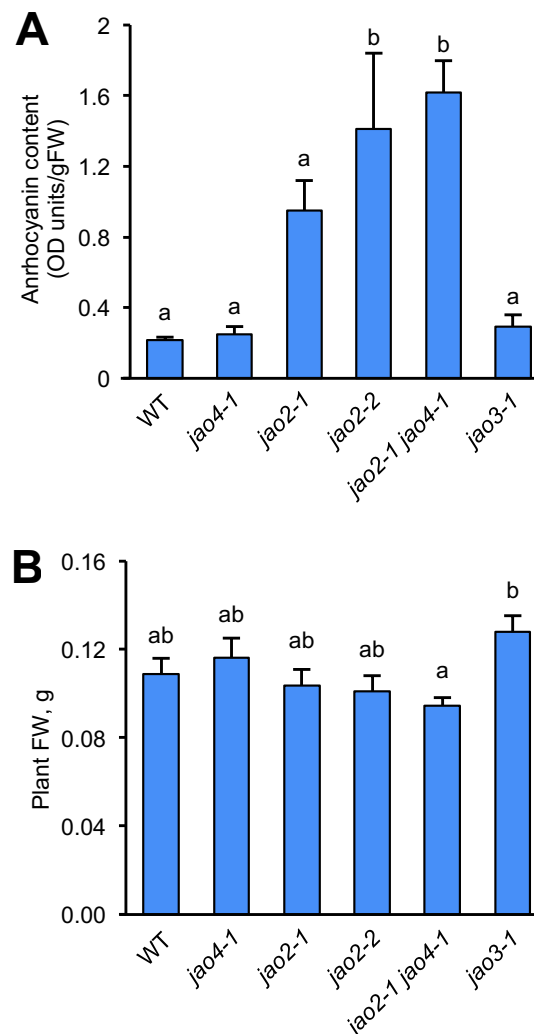 A
Anrhocyanin content
(OD units/gFW)
2
1.6
1.2
0.8
0.4
0
a
a
a
b
b
a
WT
jao4-1
jao2-1
jao2-2
jao2-1 jao4-1
jao3-1
B
Plant FW, g
0.16
0.12
0.08
0.04
0.00
ab
ab
ab
ab
a
b
WT
jao4-1
jao2-1
jao2-2
jao2-1 jao4-1
jao3-1